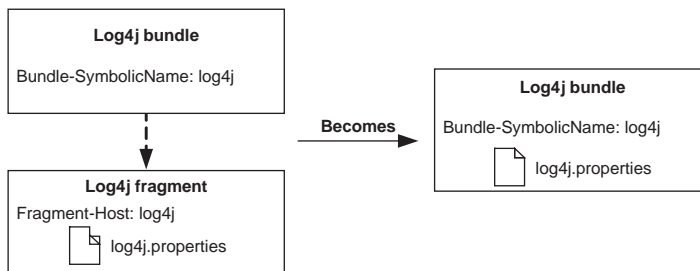 Log4j bundle
Bundle-SymbolicName: log4j
Log4j fragment
Fragment-Host: log4j
log4j.properties
Becomes
Log4j bundle
Bundle-SymbolicName: log4j
log4j.properties